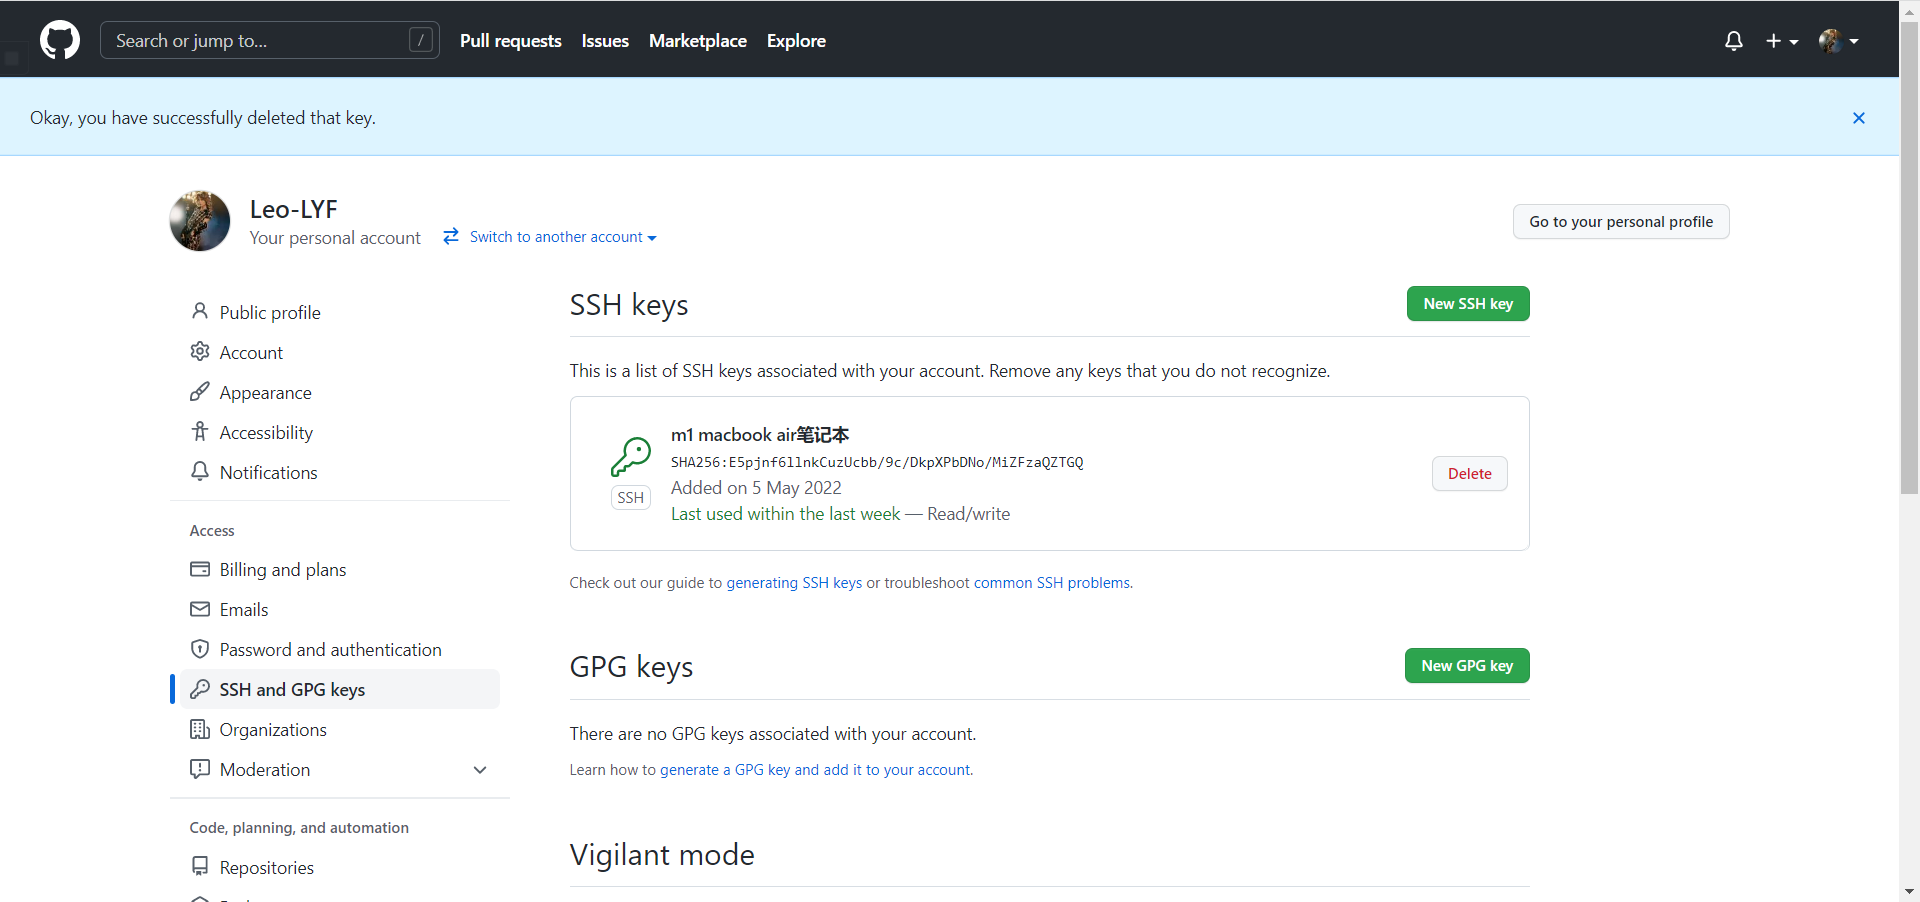 Search or jump to...
/
Pull requests
Issues
Marketplace
Explore
Okay, you have successfully deleted that key.
Leo-LYF
Your personal account
Switch to another account
Go to your personal profile
Public profile
Account
Appearance
Accessibility
Notifications
Access
Billing and plans
Emails
Password and authentication
SSH and GPG keys
Organizations
Moderation
Code, planning, and automation
Repositories
SSH keys
New SSH key
This is a list of SSH keys associated with your account. Remove any keys that you do not recognize.
m1 macbook air笔记本
SHA256:E5pjnf6llnkCuzUcbb/9c/DkpXPbDNo/MiZFzaQZTGQ
SSH
Added on 5 May 2022
Last used within the last week — Read/write
Delete
Check out our guide to generating SSH keys or troubleshoot common SSH problems.
GPG keys
New GPG key
There are no GPG keys associated with your account.
Learn how to generate a GPG key and add it to your account.
Vigilant mode